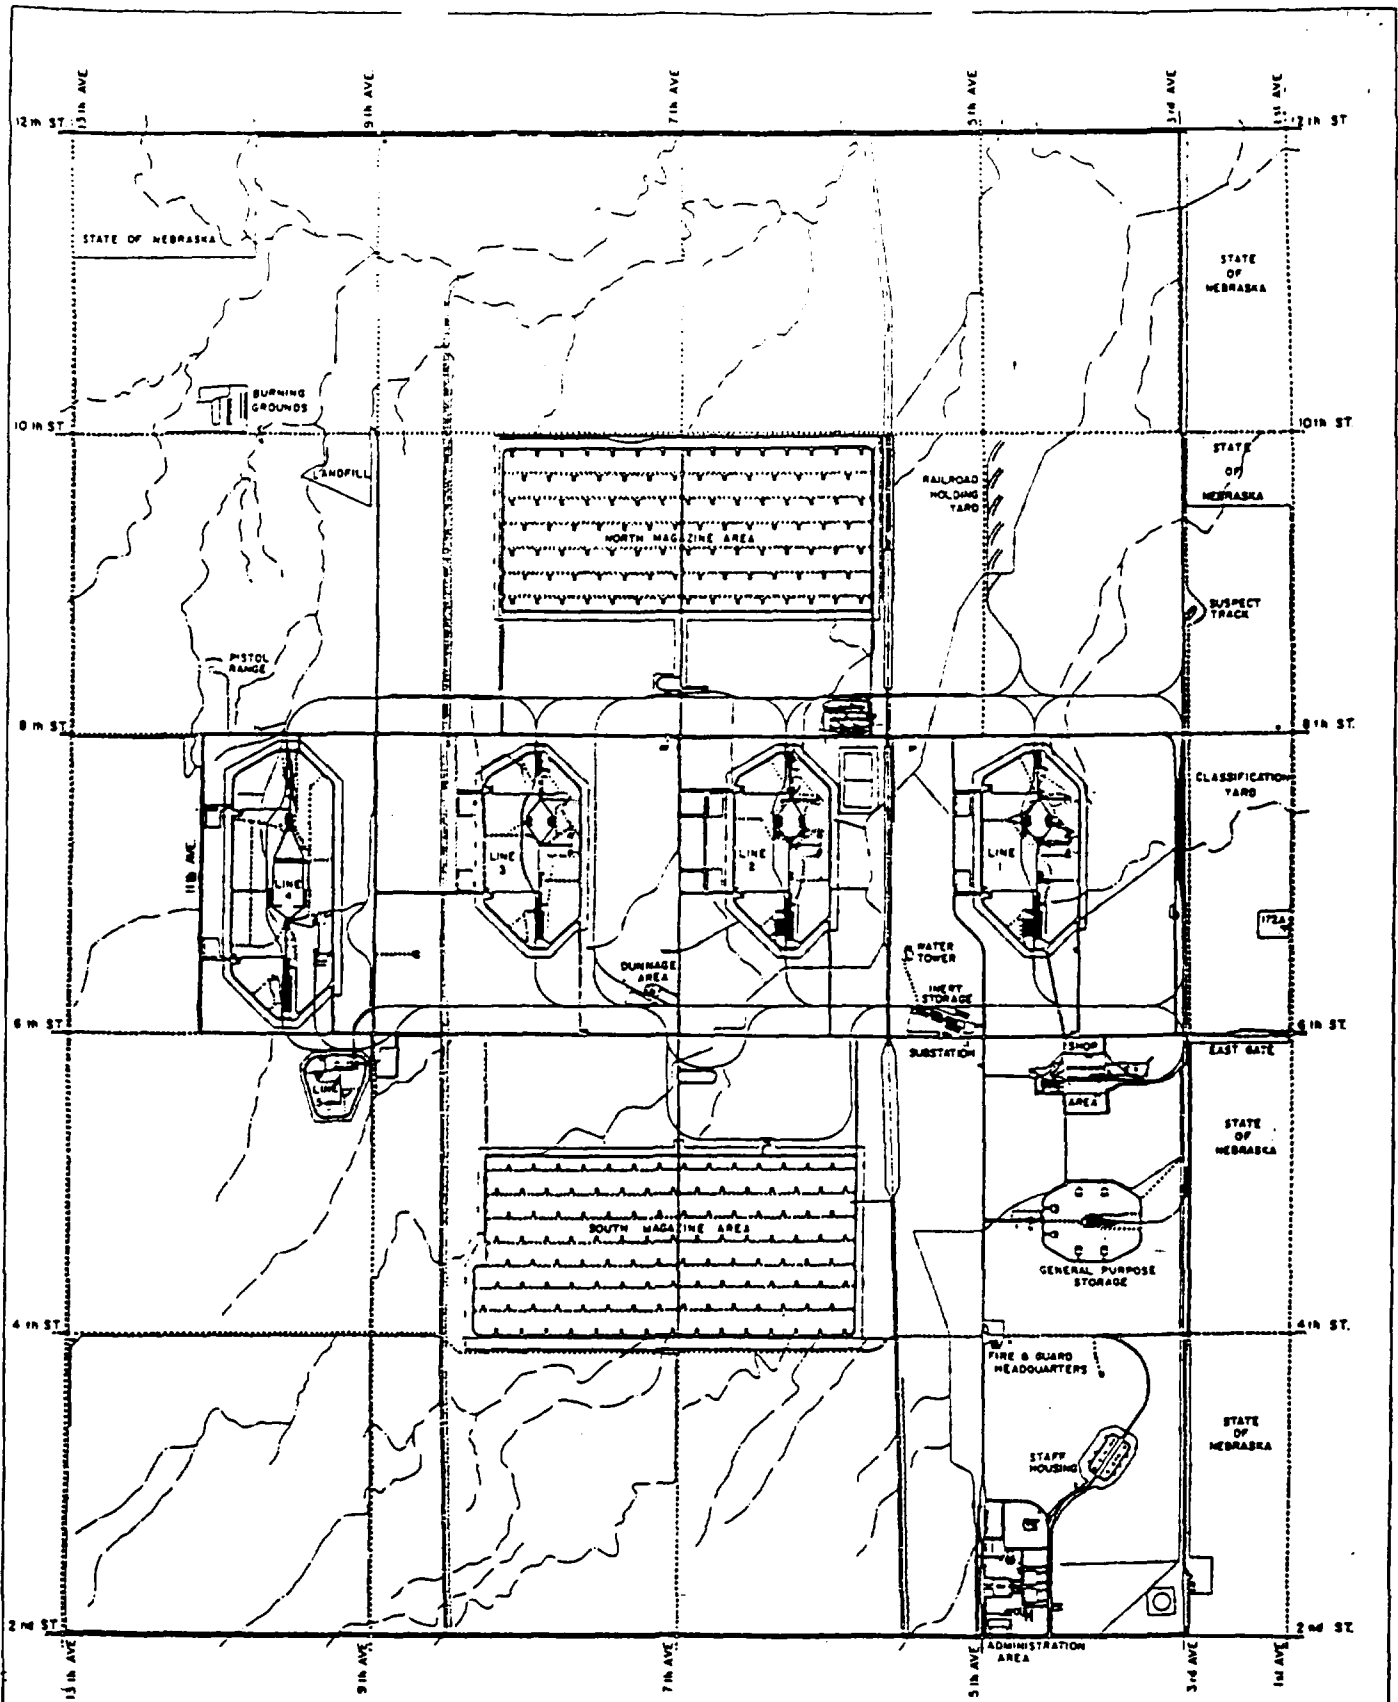 13th AVE.
9th AVE.
7th AVE
5th AVE
3rd AVE
1st AVE
12th ST.
12th ST
STATE OF NEBRASKA
STATE
OF
NEBRASKA
BURNING
GROUNDS
10th ST
10th ST.
LANDFILL
RAILROAD
HOLDING
YARD
STATE
OF
NEBRASKA
NORTH MAGAZINE AREA
SUSPECT
TRACK
PISTOL
RANGE
8th ST.
8th ST.
CLASSIFICATION
YARD
11th AVE.
LINE
4
LINE
3
LINE
2
LINE
1
172A
WATER
TOWER
DUNNAGE
AREA
INERT
STORAGE
6th ST.
6th ST.
SUBSTATION
SHOP
AREA
EAST GATE
LINE
5
STATE
OF
NEBRASKA
SOUTH MAGAZINE AREA
GENERAL PURPOSE
STORAGE
4th ST.
4th ST.
FIRE & GUARD
HEADQUARTERS
STATE
OF
NEBRASKA
STAFF
HOUSING
2nd ST.
2nd ST.
ADMINISTRATION
AREA
13th AVE
9th AVE
7th AVE
5th AVE
3rd AVE
1st AVE